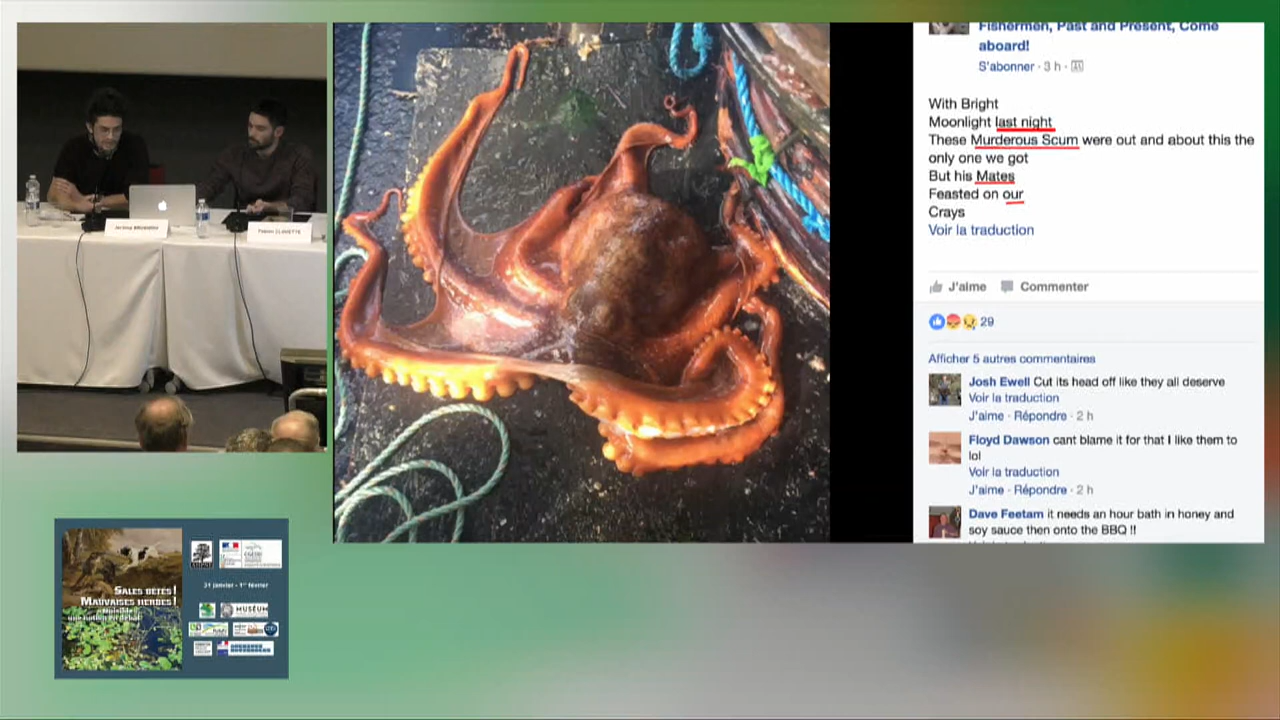 Fishermen, Past and Present, Come
aboard!
S'abonner · 3 h ·
With Bright
Moonlight last night
These Murderous Scum were out and about this the
only one we got
But his Mates
Feasted on our
Crays
Voir la traduction
J'aime Commenter
29
Afficher 5 autres commentaires
Josh Ewell Cut its head off like they all deserve
Voir la traduction
J'aime · Répondre · 2 h
Floyd Dawson cant blame it for that I like them to
lol
Voir la traduction
J'aime · Répondre · 2 h
Dave Feetam it needs an hour bath in honey and
soy sauce then onto the BBQ !!
SALES BÊTES !
MAUVAISES HERBES !
une notion en débat
31 janvier - 1er février
MUSÉUM